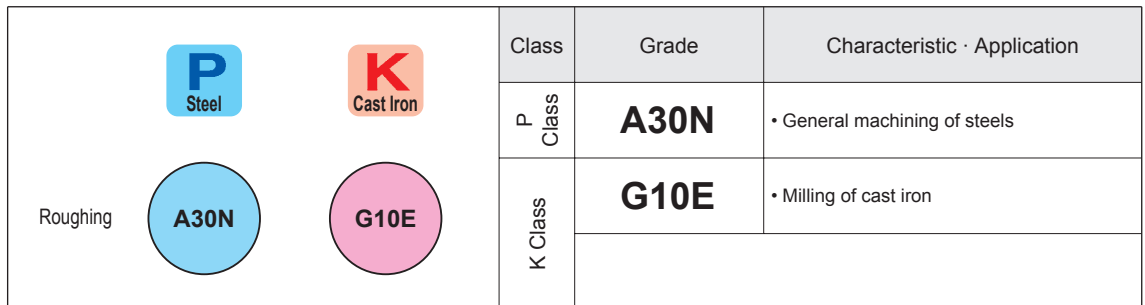 P
Steel
K
Cast Iron
Roughing
A30N
G10E
Class
Grade
Characteristic · Application
P
Class
A30N
• General machining of steels
K Class
G10E
• Milling of cast iron